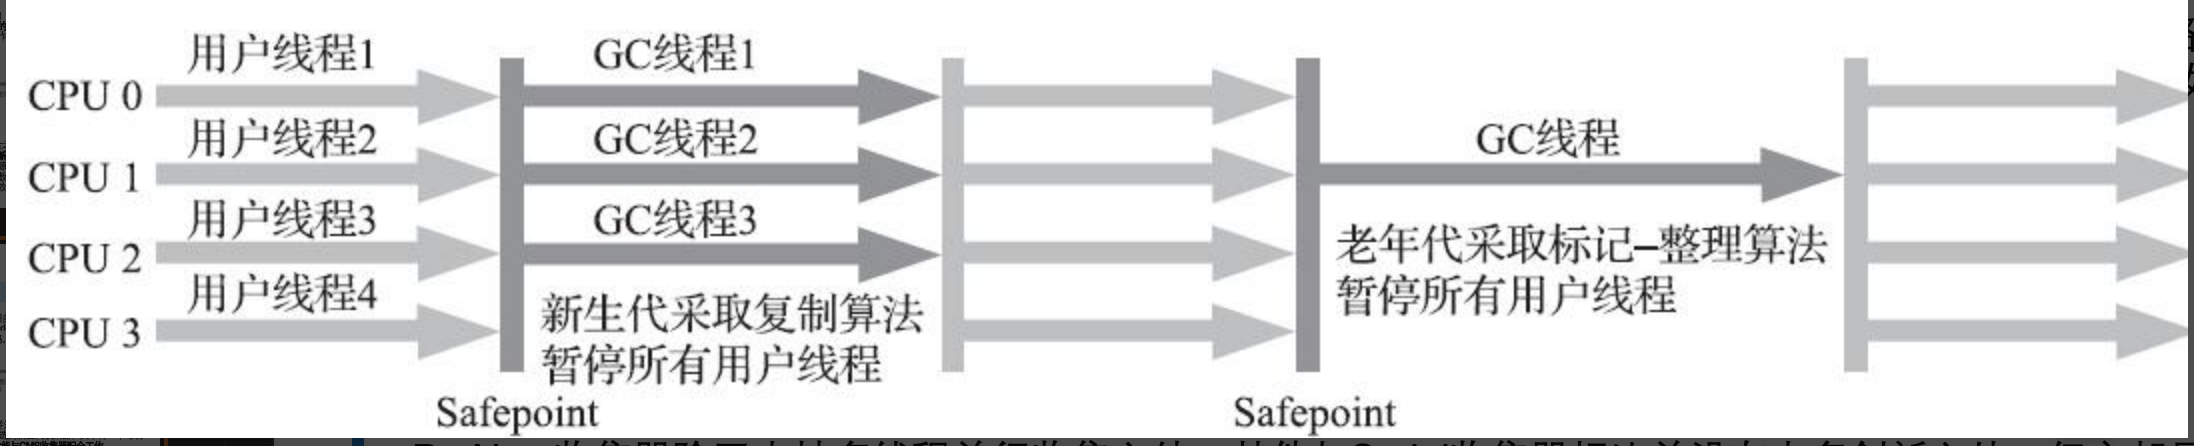 用户线程1
GC线程1
CPU 0
用户线程2
GC线程2
GC线程
CPU 1
用户线程3
GC线程3
CPU 2
老年代采取标记–整理算法
暂停所有用户线程
用户线程4
CPU 3
新生代采取复制算法
暂停所有用户线程
Safepoint
Safepoint